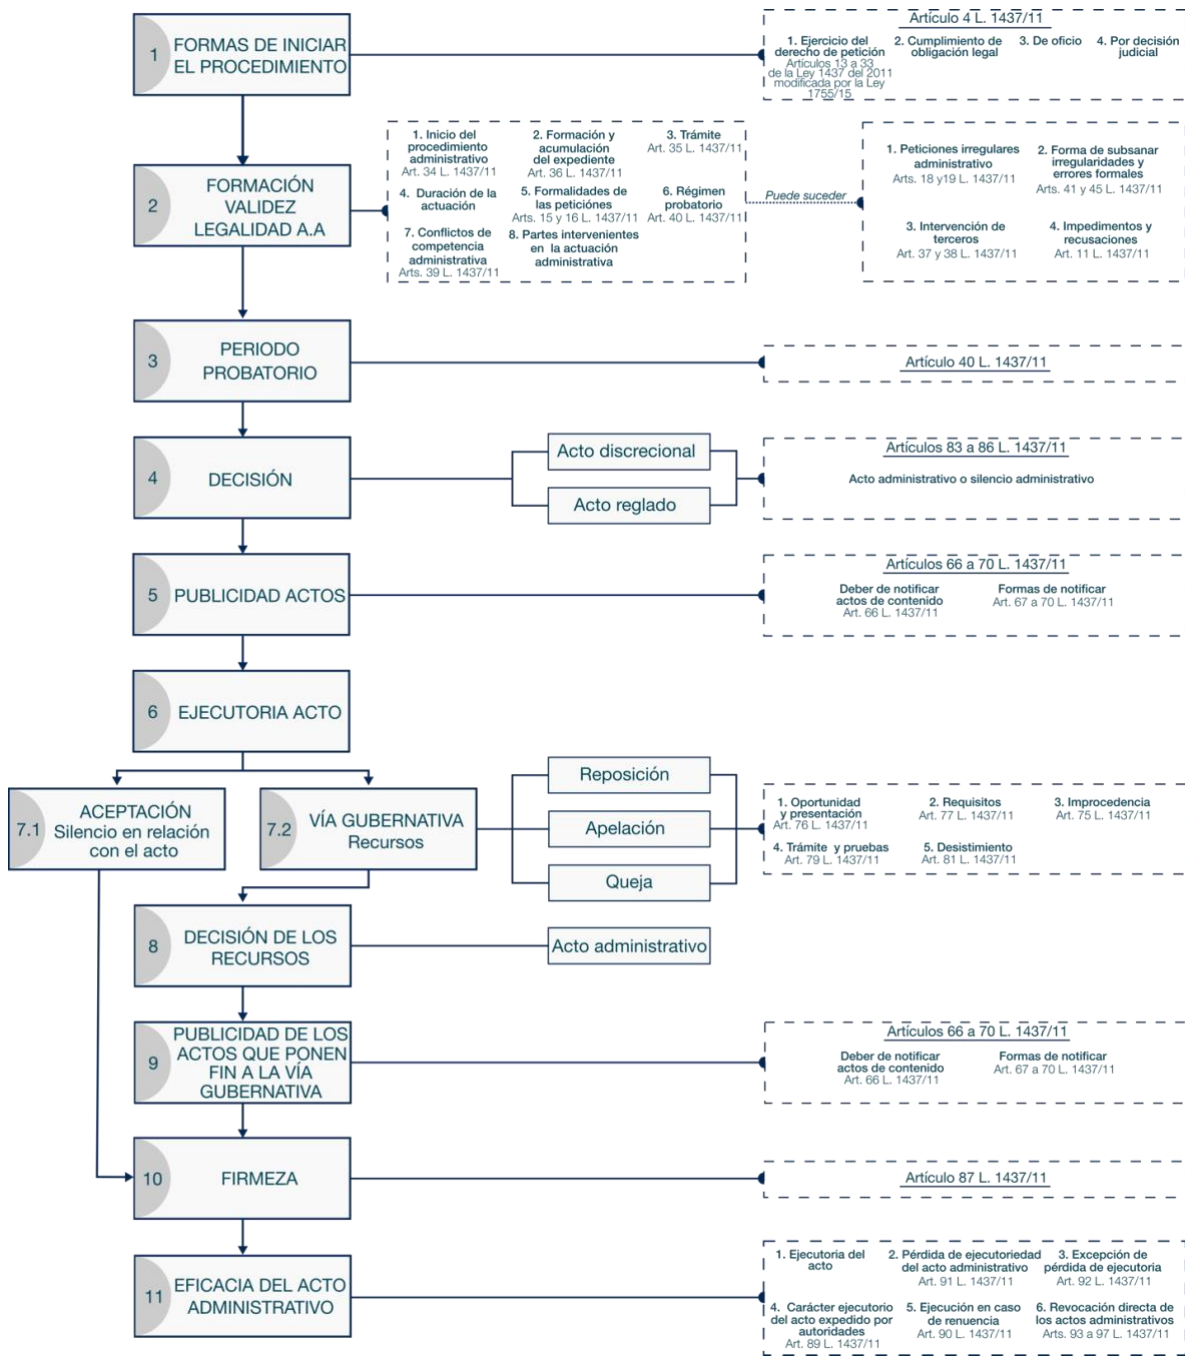 1
FORMAS DE INICIAR
EL PROCEDIMIENTO
Artículo 4 L. 1437/11
1. Ejercicio del
derecho de petición
Artículos 13 a 33
de la Ley 1437 del 2011
modificada por la Ley
1755/15
2. Cumplimiento de
obligación legal
3. De oficio
4. Por decisión
judicial
2
FORMACIÓN
VALIDEZ
LEGALIDAD A.A
1. Inicio del
procedimiento
administrativo
Art. 34 L. 1437/11
2. Formación y
acumulación
del expediente
Art. 36 L. 1437/11
3. Trámite
Art. 35 L. 1437/11
4. Duración de la
actuación
5. Formalidades de
las peticiónes
Arts. 15 y 16 L. 1437/11
6. Régimen
probatorio
Art. 40 L. 1437/11
7. Conflictos de
competencia
administrativa
Arts. 39 L. 1437/11
8. Partes intervenientes
en la actuación
administrativa
Puede suceder
1. Peticiones irregulares
administrativo
Arts. 18 y19 L. 1437/11
2. Forma de subsanar
irregularidades y
errores formales
Arts. 41 y 45 L. 1437/11
3. Intervención de
terceros
Art. 37 y 38 L. 1437/11
4. Impedimentos y
recusaciones
Art. 11 L. 1437/11
3
PERIODO
PROBATORIO
Artículo 40 L. 1437/11
4
DECISIÓN
Acto discrecional
Acto reglado
Artículos 83 a 86 L. 1437/11
Acto administrativo o silencio administrativo
5
PUBLICIDAD ACTOS
Artículos 66 a 70 L. 1437/11
Deber de notificar
actos de contenido
Art. 66 L. 1437/11
Formas de notificar
Art. 67 a 70 L. 1437/11
6
EJECUTORIA ACTO
7.1
ACEPTACIÓN
Silencio en relación
con el acto
7.2
VÍA GUBERNATIVA
Recursos
Reposición
Apelación
Queja
1. Oportunidad
y presentación
Art. 76 L. 1437/11
2. Requisitos
Art. 77 L. 1437/11
3. Improcedencia
Art. 75 L. 1437/11
4. Trámite y pruebas
Art. 79 L. 1437/11
5. Desistimiento
Art. 81 L. 1437/11
8
DECISIÓN DE LOS
RECURSOS
Acto administrativo
9
PUBLICIDAD DE LOS
ACTOS QUE PONEN
FIN A LA VÍA
GUBERNATIVA
Artículos 66 a 70 L. 1437/11
Deber de notificar
actos de contenido
Art. 66 L. 1437/11
Formas de notificar
Art. 67 a 70 L. 1437/11
10
FIRMEZA
Artículo 87 L. 1437/11
11
EFICACIA DEL ACTO
ADMINISTRATIVO
1. Ejecutoria del
acto
2. Pérdida de ejecutoriedad
del acto administrativo
Art. 91 L. 1437/11
3. Excepción de
pérdida de ejecutoria
Art. 92 L. 1437/11
4. Carácter ejecutorio
del acto expedido por
autoridades
Art. 89 L. 1437/11
5. Ejecución en caso
de renuencia
Art. 90 L. 1437/11
6. Revocación directa de
los actos administrativos
Arts. 93 a 97 L. 1437/11